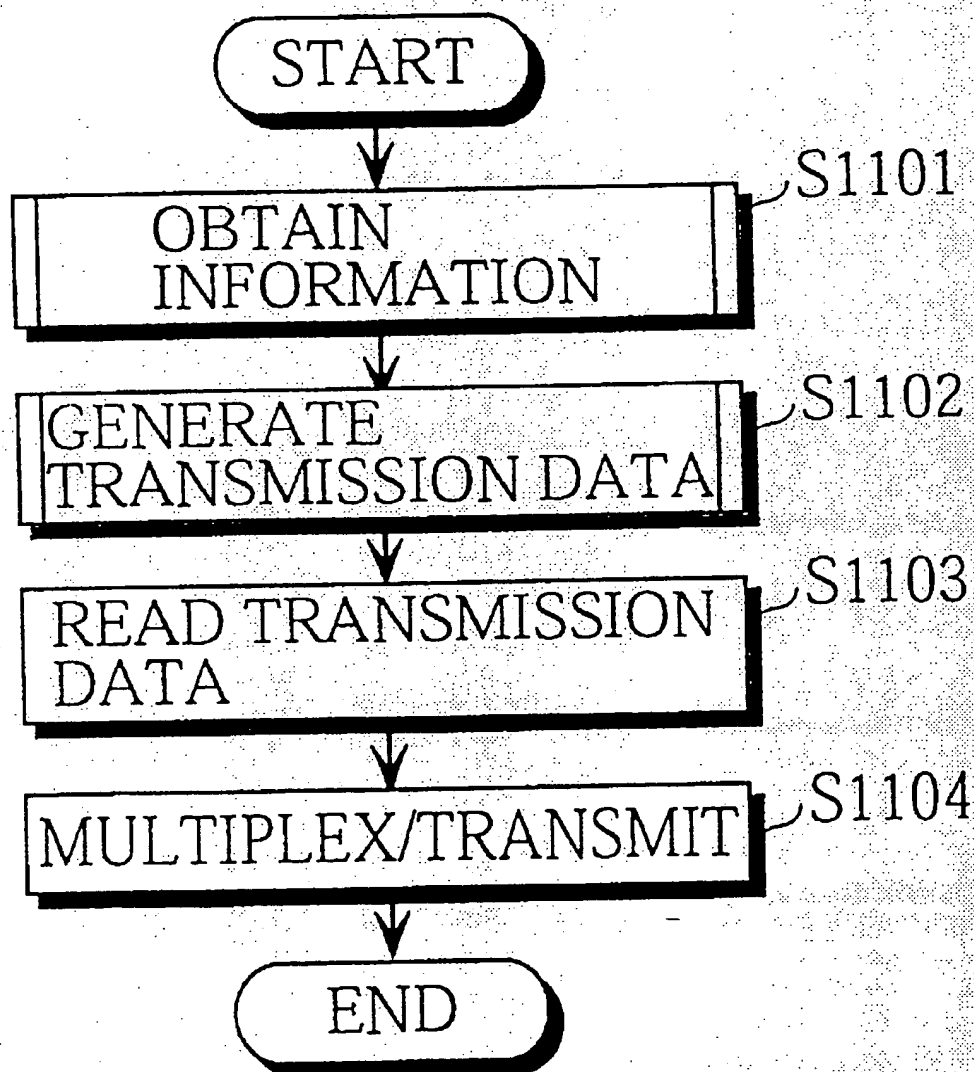 START
S1101
OBTAIN
INFORMATION
S1102
GENERATE
TRANSMISSION DATA
S1103
READ TRANSMISSION
DATA
S1104
MULTIPLEX/TRANSMIT
END